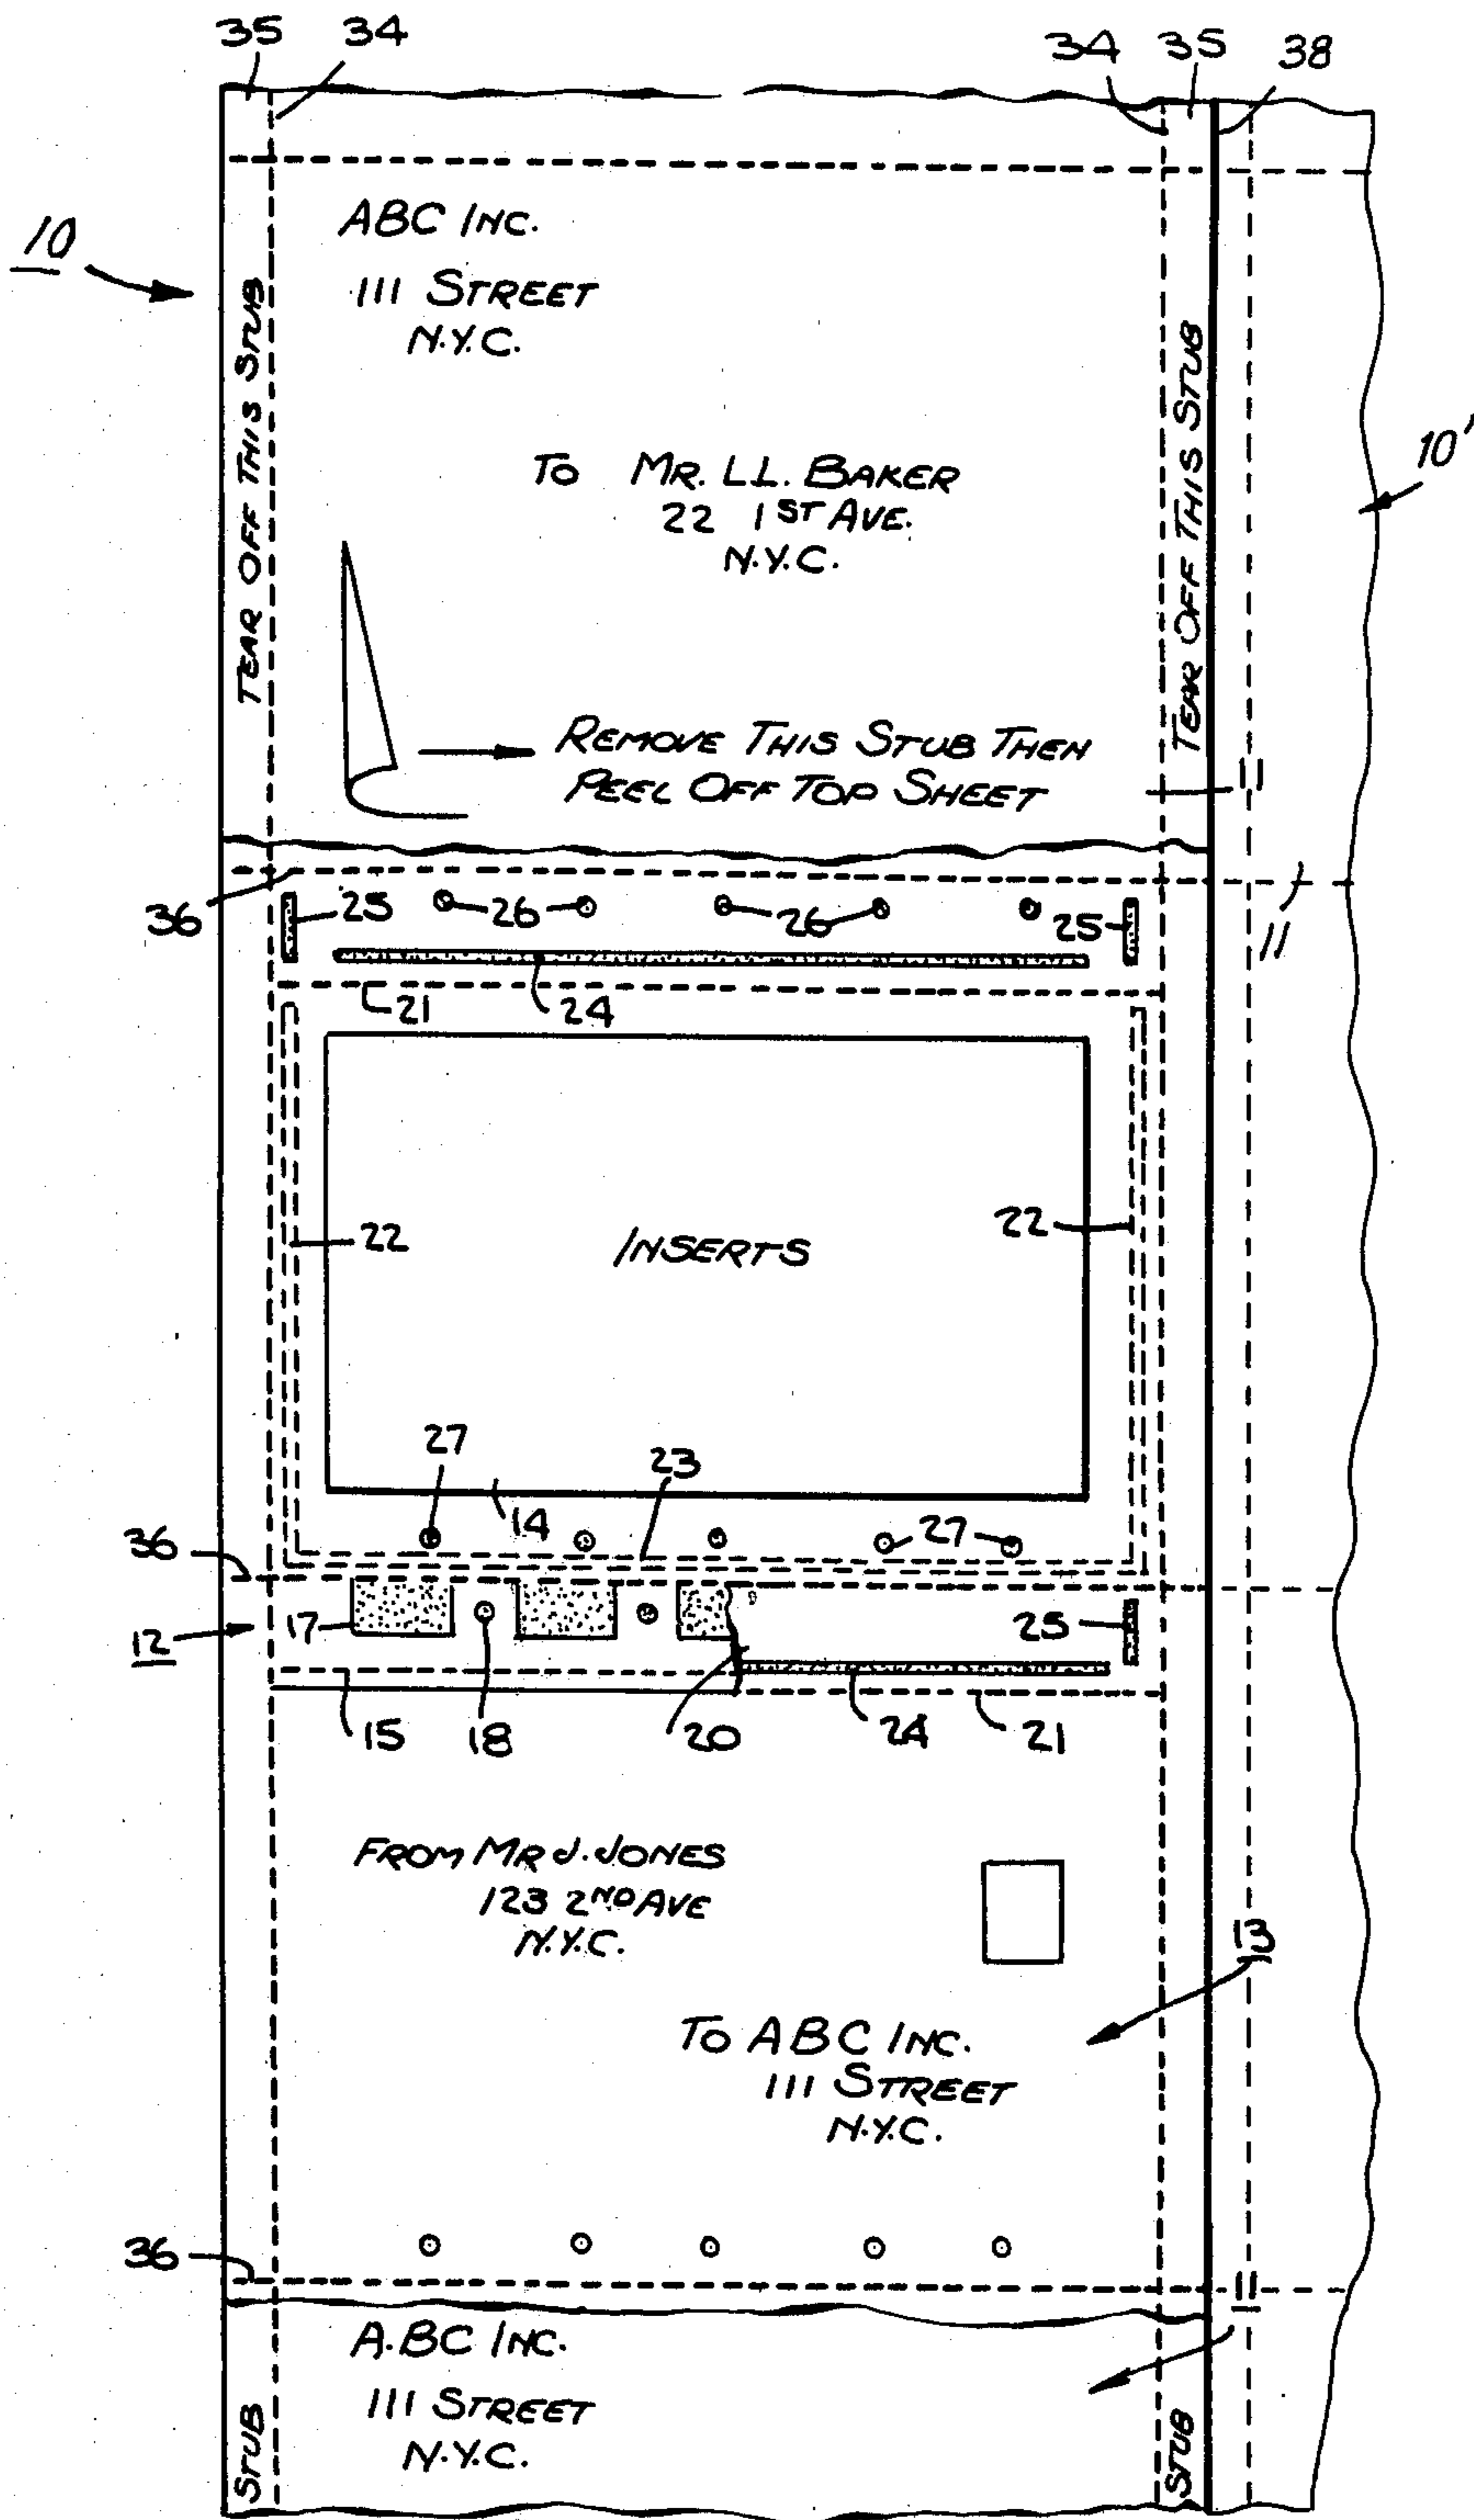 35 34 34 35 38
10
ABC INC.
111 STREET
N.Y.C.
TEAR OFF THIS STUB
TEAR OFF THIS STUB
10'
TO MR. LL. BAKER
22 1ST AVE.
N.Y.C.
REMOVE THIS STUB THEN
PEEL OFF TOP SHEET
11
36 25 26 26 25 11
21 24
22 INSERTS 22
27 23
14 27
36
12 17 25
15 18 20 24 21
FROM MR J. JONES
123 2ND AVE
N.Y.C.
13
TO ABC INC.
111 STREET
N.Y.C.
36
11
A.BC INC.
111 STREET
N.Y.C.
STUB
STUB